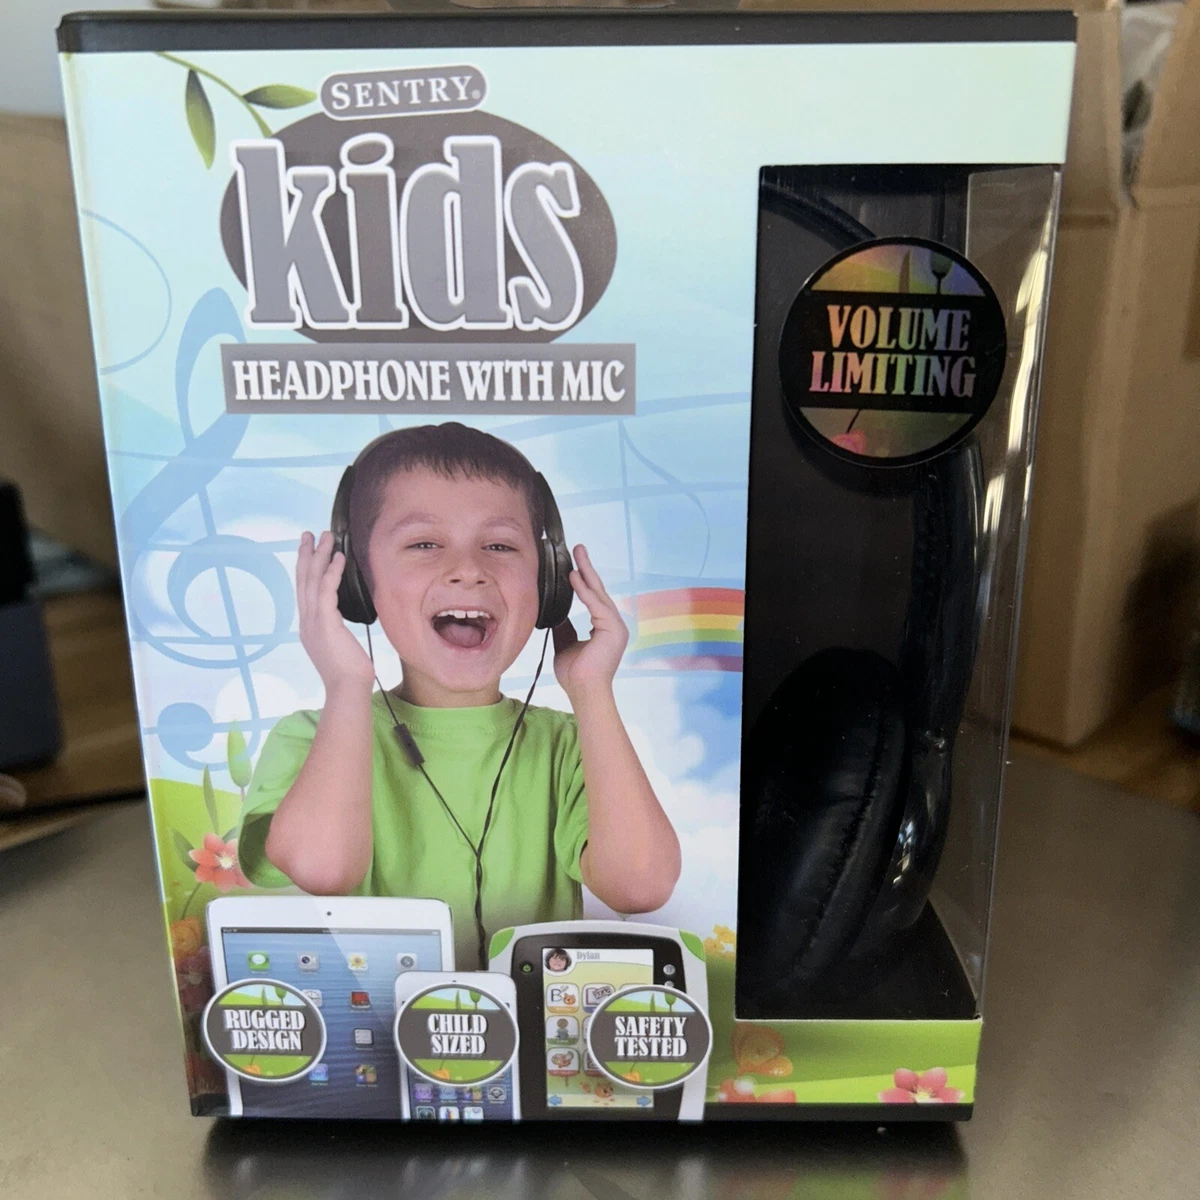 SENTRY®
kids
HEADPHONE WITH MIC
VOLUME
LIMITING
Dylan
RUGGED
DESIGN
CHILD
SIZED
SAFETY
TESTED